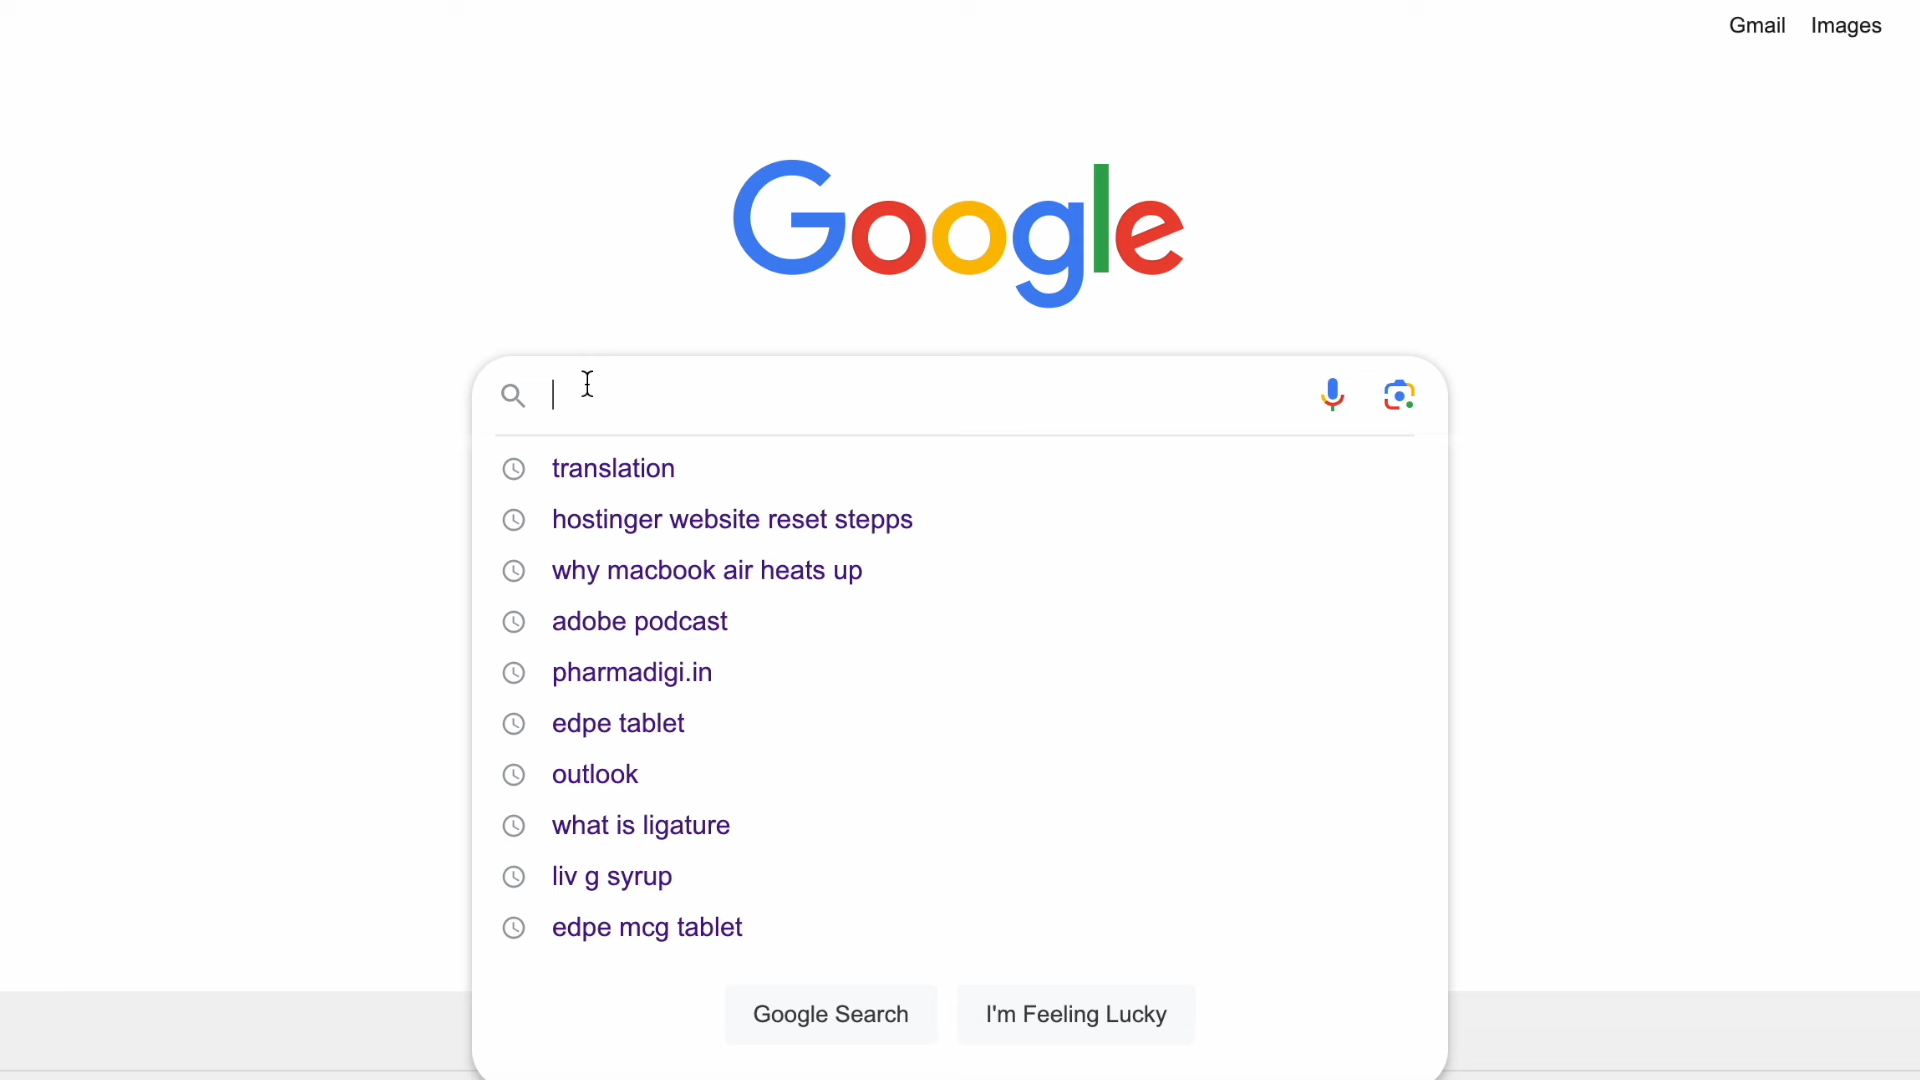 Gmail Images
Google
translation
hostinger website reset stepps
why macbook air heats up
adobe podcast
pharmadigi.in
edpe tablet
outlook
what is ligature
liv g syrup
edpe mcg tablet
Google Search I'm Feeling Lucky